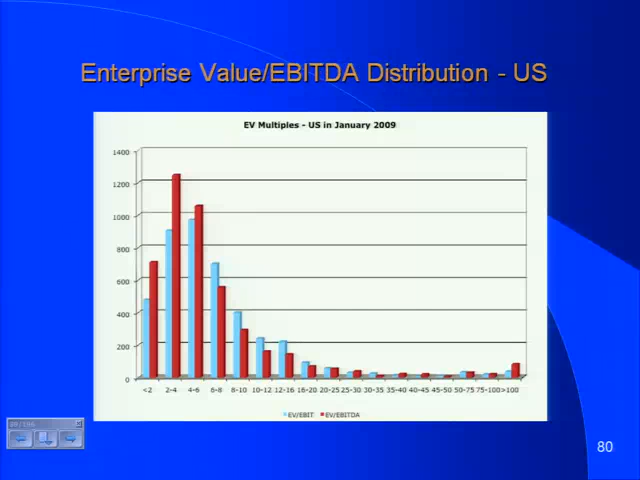 Enterprise Value/EBITDA Distribution - US
EV Multiples - US in January 2009
1400
1200
1000
800
600
400
200
0
<2 2-4 4-6 6-8 8-10 10-12 12-16 16-20 20-25 25-30 30-35 35-40 40-45 45-50 50-75 75-100 >100
EV/EBIT EV/EBITDA
80